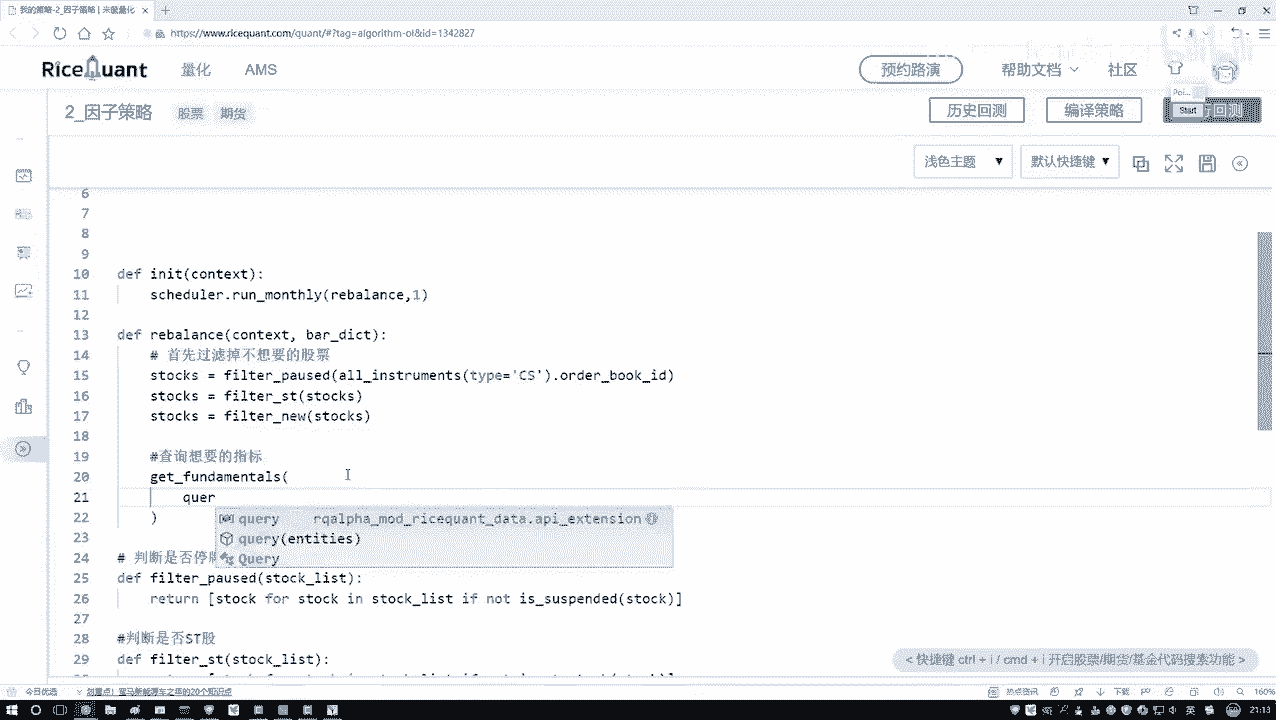 我的策略-2_因子策略 | 米筐量化
https://www.ricequant.com/quant/#?tag=algorithm-ol&id=1342827
RiceQuant 量化 AMS 预约路演 帮助文档 社区
2_因子策略 股票 期货 历史回测 编译策略 Start 回测
浅色主题 默认快捷键
6
7
8
9
10 def init(context):
11 scheduler.run_monthly(rebalance,1)
12
13 def rebalance(context, bar_dict):
14 # 首先过滤掉不想要的股票
15 stocks = filter_paused(all_instruments(type='CS').order_book_id)
16 stocks = filter_st(stocks)
17 stocks = filter_new(stocks)
18
19 #查询想要的指标
20 get_fundamentals(
21 quer
22 )
query rqalpha_mod_ricequant_data.api_extension
23
query(entities)
24 # 判断是否停
Query
25 def filter_paused(stock_list):
26 return [stock for stock in stock_list if not is_suspended(stock)]
27
28 #判断是否ST股
29 def filter_st(stock_list):
< 快捷键 ctrl + i / cmd + i 开启股票/期货/基金代码搜索功能 >
今日优选 热点资讯 下载 160%
21:13